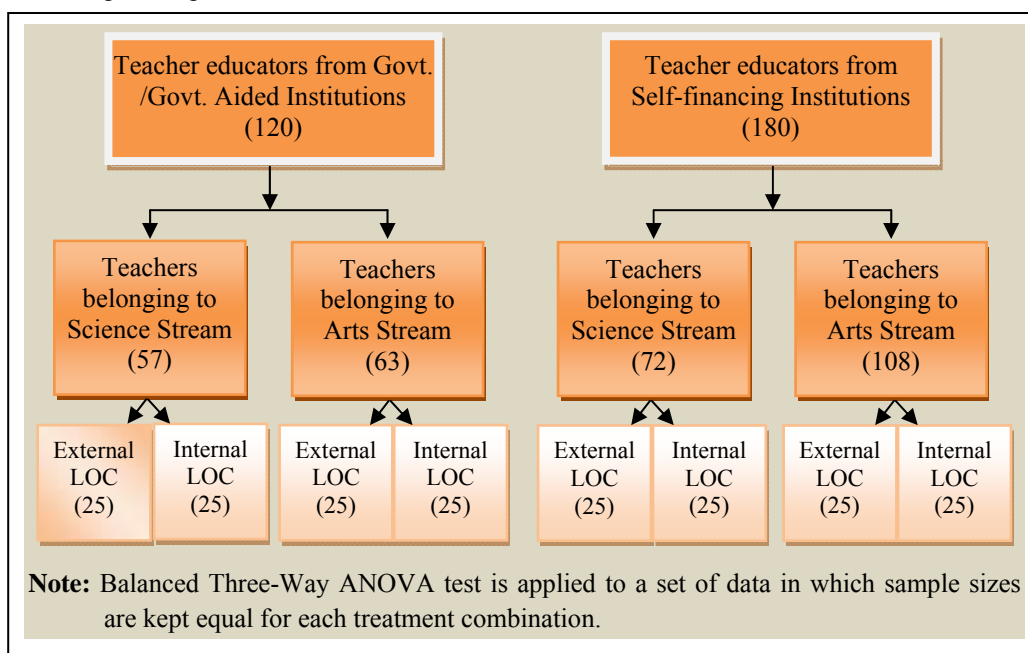 Teacher educators from Govt.
/Govt. Aided Institutions
(120)
Teacher educators from
Self-financing Institutions
(180)
Teachers
belonging to
Science Stream
(57)
Teachers
belonging to
Arts Stream
(63)
Teachers
belonging to
Science Stream
(72)
Teachers
belonging to
Arts Stream
(108)
External
LOC
(25)
Internal
LOC
(25)
External
LOC
(25)
Internal
LOC
(25)
External
LOC
(25)
Internal
LOC
(25)
External
LOC
(25)
Internal
LOC
(25)
Note: Balanced Three-Way ANOVA test is applied to a set of data in which sample sizes
are kept equal for each treatment combination.